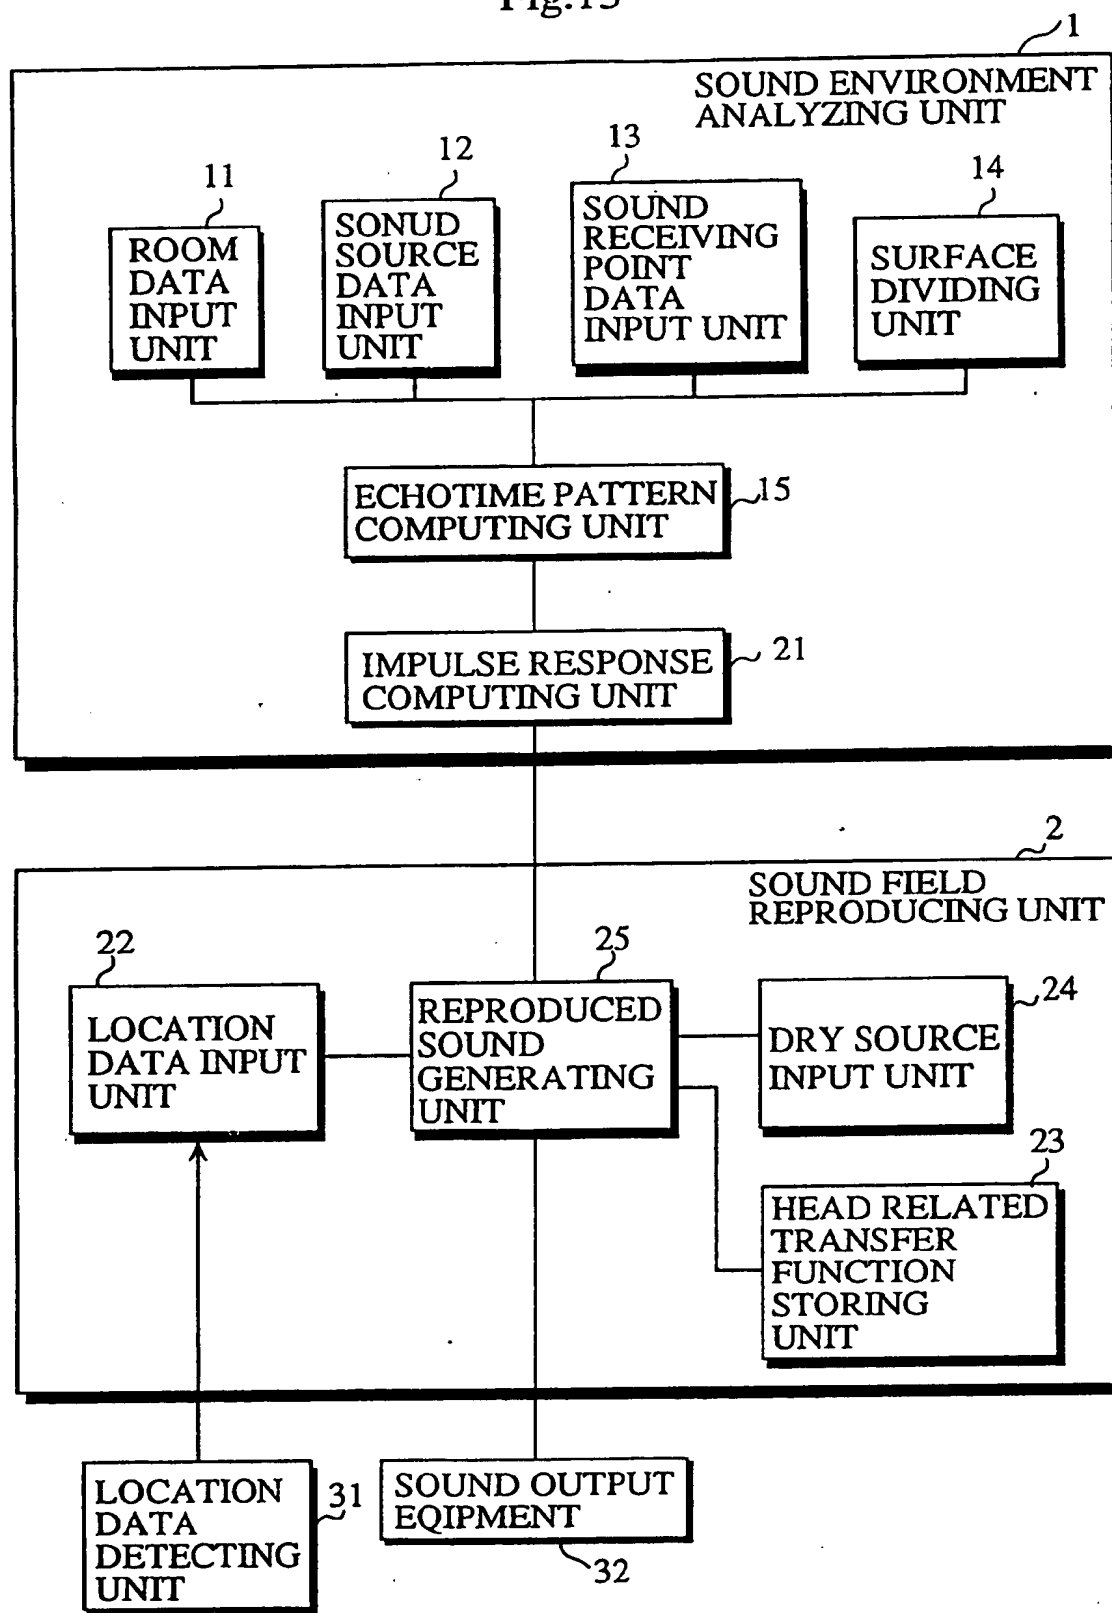 Fig.13
1
SOUND ENVIRONMENT
ANALYZING UNIT
11
ROOM
DATA
INPUT
UNIT
12
SONUD
SOURCE
DATA
INPUT
UNIT
13
SOUND
RECEIVING
POINT
DATA
INPUT UNIT
14
SURFACE
DIVIDING
UNIT
ECHOTIME PATTERN
COMPUTING UNIT
15
IMPULSE RESPONSE
COMPUTING UNIT
21
2
SOUND FIELD
REPRODUCING UNIT
22
LOCATION
DATA INPUT
UNIT
25
REPRODUCED
SOUND
GENERATING
UNIT
24
DRY SOURCE
INPUT UNIT
23
HEAD RELATED
TRANSFER
FUNCTION
STORING
UNIT
LOCATION
DATA
DETECTING
UNIT
31
SOUND OUTPUT
EQIPMENT
32